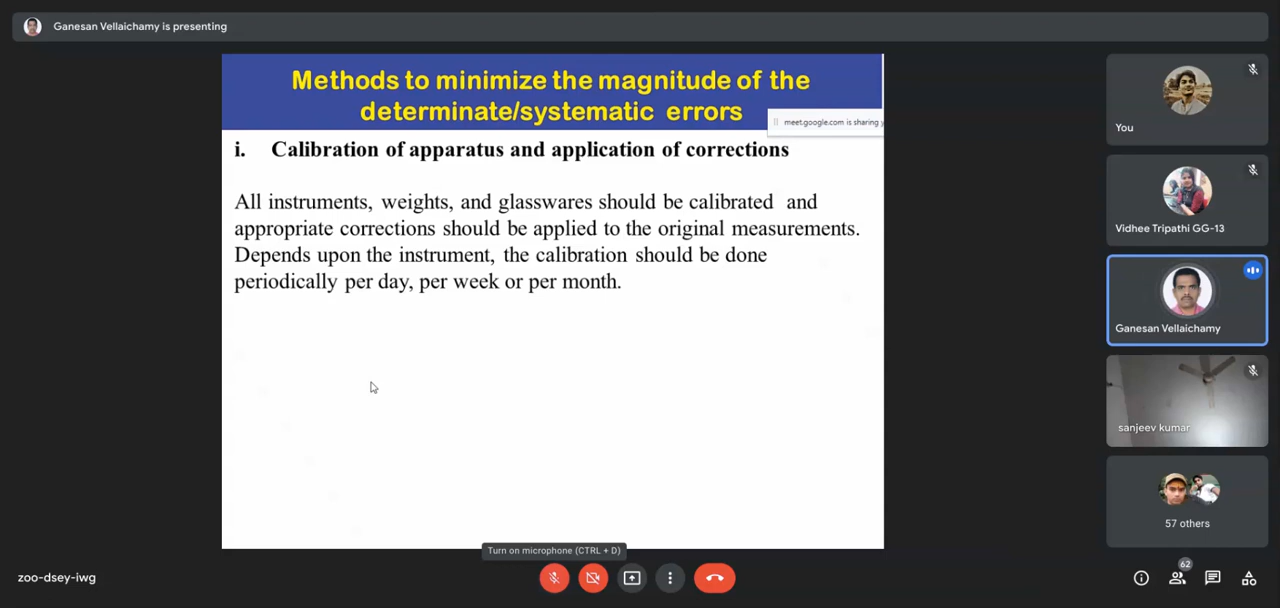 Ganesan Vellaichamy is presenting
Methods to minimize the magnitude of the
determinate/systematic errors
meet.google.com is sharing y
i. Calibration of apparatus and application of corrections
All instruments, weights, and glasswares should be calibrated and
appropriate corrections should be applied to the original measurements.
Depends upon the instrument, the calibration should be done
periodically per day, per week or per month.
You
Vidhee Tripathi GG-13
Ganesan Vellaichamy
sanjeev kumar
57 others
Turn on microphone (CTRL + D)
zoo-dsey-iwg
62